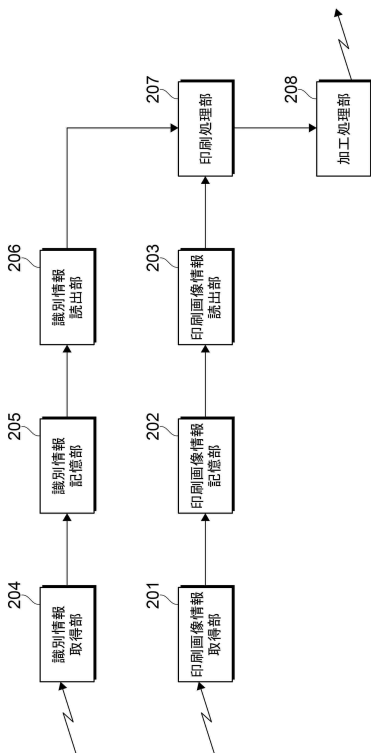 204
識別情報
取得部
205
識別情報
記憶部
206
識別情報
読出部
201
印刷画像情報
取得部
202
印刷画像情報
記憶部
203
印刷画像情報
読出部
207
印刷処理部
208
加工処理部